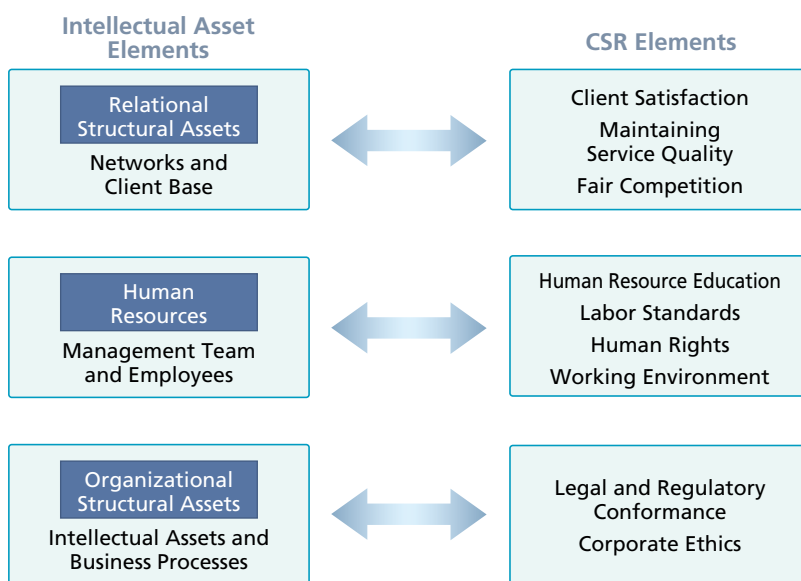 Intellectual Asset
Elements
CSR Elements
Relational
Structural Assets
Networks and
Client Base
Client Satisfaction
Maintaining
Service Quality
Fair Competition
Human
Resources
Management Team
and Employees
Human Resource Education
Labor Standards
Human Rights
Working Environment
Organizational
Structural Assets
Intellectual Assets and
Business Processes
Legal and Regulatory
Conformance
Corporate Ethics